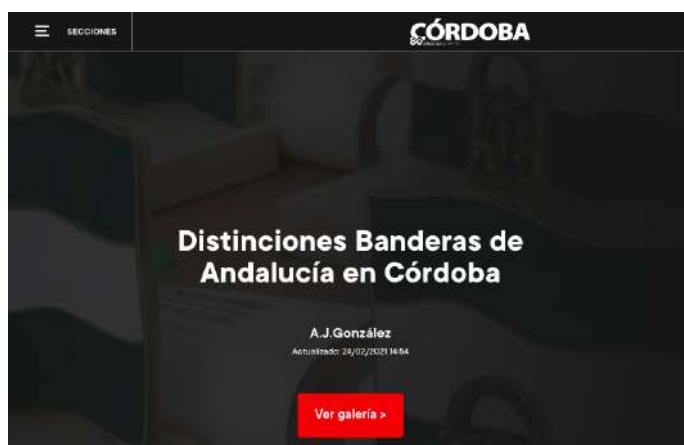 SECCIONES
CÓRDOBA
Distinciones Banderas de
Andalucía en Córdoba
A.J.González
Actualizado: 24/02/2021 14:54
Ver galería >